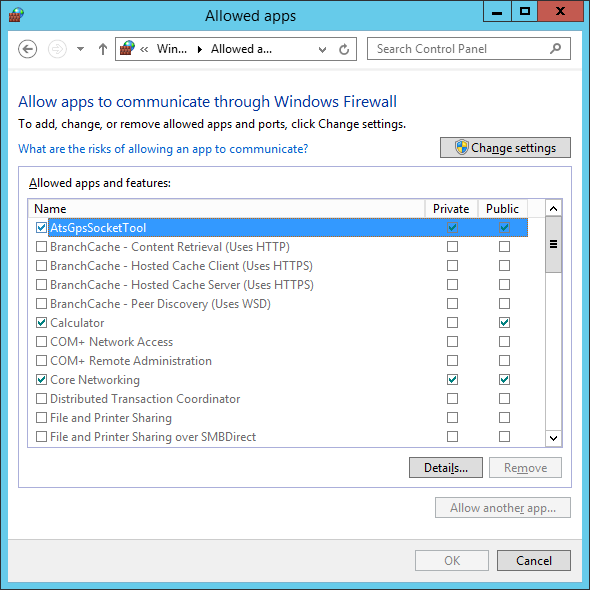 Allowed apps
«
Win...
Allowed a...
Search Control Panel
Allow apps to communicate through Windows Firewall
To add, change, or remove allowed apps and ports, click Change settings.
What are the risks of allowing an app to communicate?
Change settings
Allowed apps and features:
Name Private Public
AtsGpsSocketTool
BranchCache - Content Retrieval (Uses HTTP)
BranchCache - Hosted Cache Client (Uses HTTPS)
BranchCache - Hosted Cache Server (Uses HTTPS)
BranchCache - Peer Discovery (Uses WSD)
Calculator
COM+ Network Access
COM+ Remote Administration
Core Networking
Distributed Transaction Coordinator
File and Printer Sharing
File and Printer Sharing over SMBDirect
Details... Remove
Allow another app...
OK Cancel